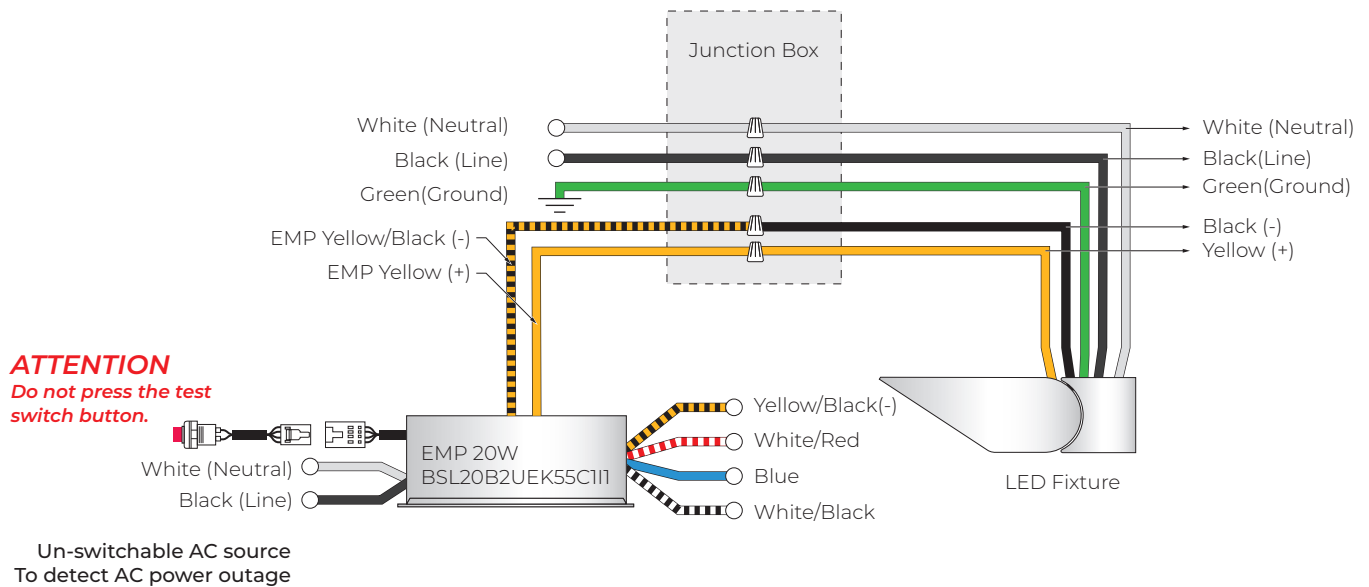 Junction Box
White (Neutral)
White (Neutral)
Black (Line)
Black(Line)
Green(Ground)
Green(Ground)
EMP Yellow/Black (-)
Black (-)
EMP Yellow (+)
Yellow (+)
ATTENTION
Do not press the test
switch button.
Yellow/Black(-)
White/Red
EMP 20W
BSL20B2UEK55C1I1
White (Neutral)
Blue
LED Fixture
Black (Line)
White/Black
Un-switchable AC source
To detect AC power outage